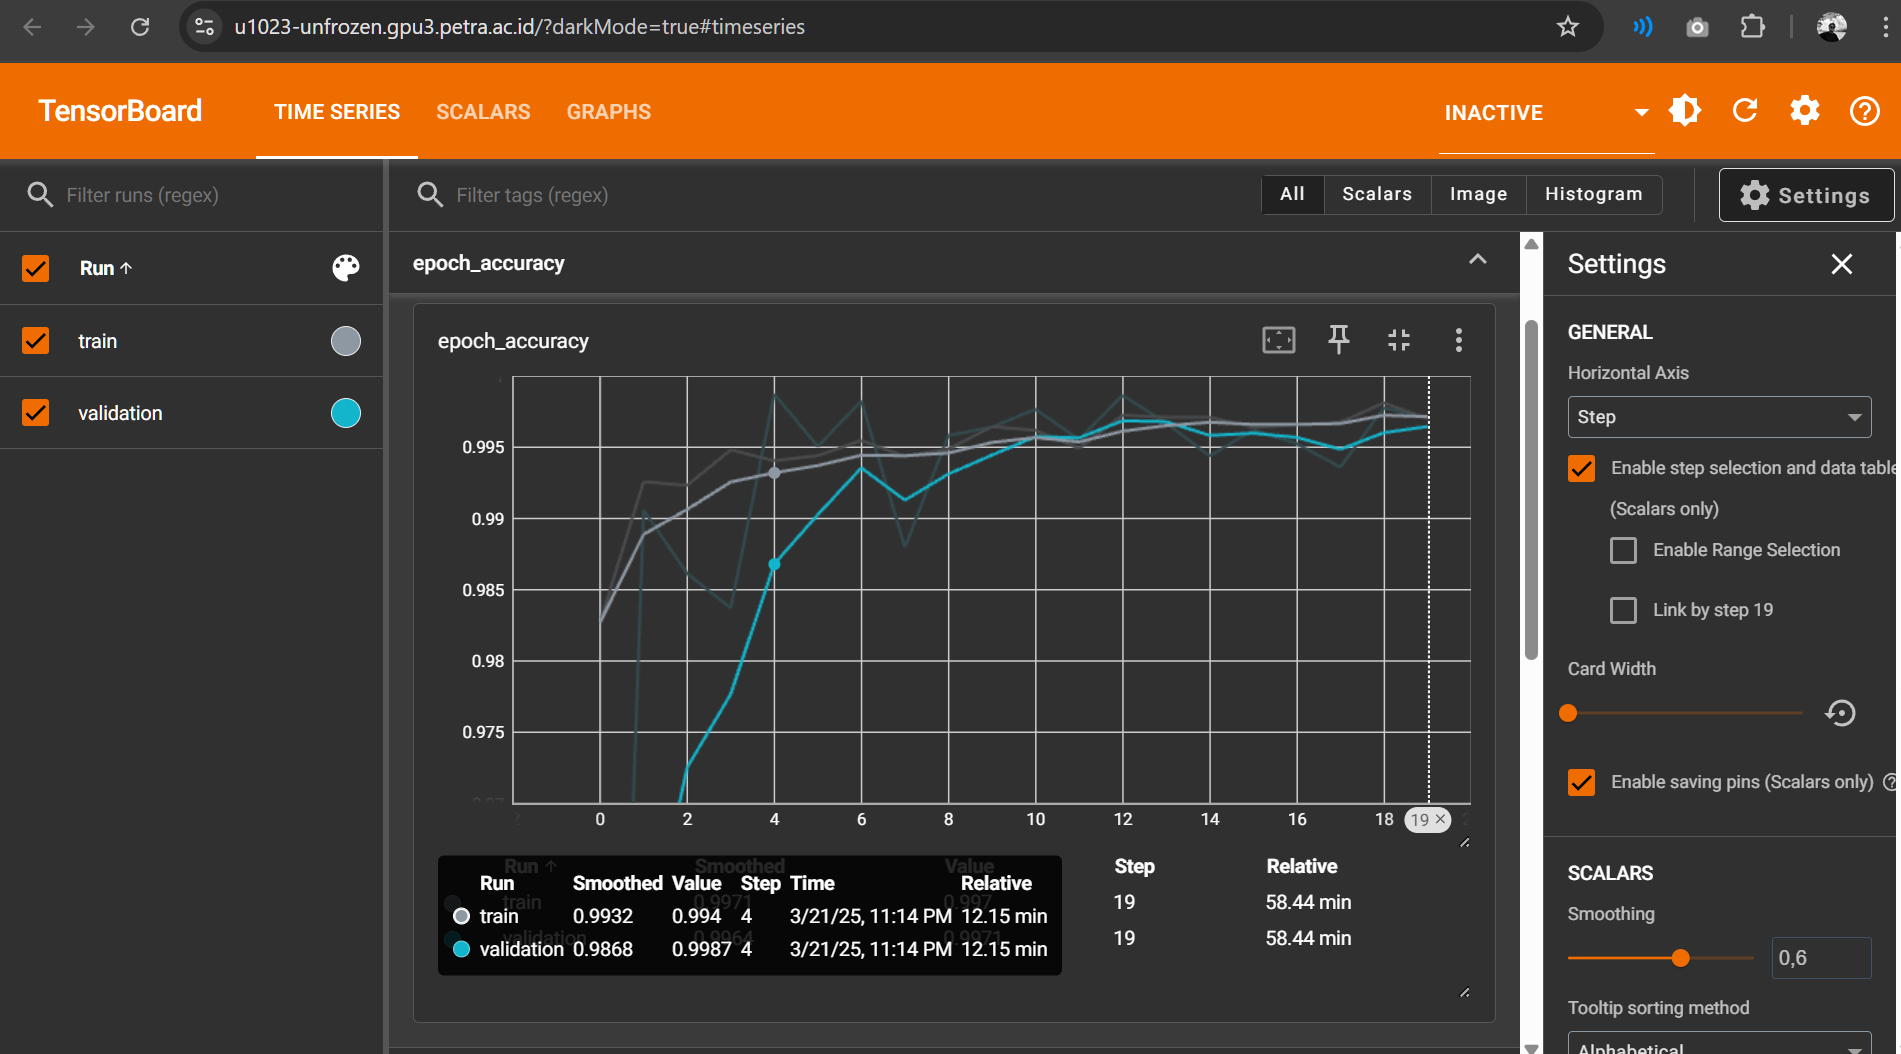 u1023-unfrozen.gpu3.petra.ac.id/?darkMode=true#timeseries
TensorBoard
TIME SERIES
SCALARS
GRAPHS
INACTIVE
Filter runs (regex)
Filter tags (regex)
All
Scalars
Image
Histogram
Settings
Run
train
validation
epoch_accuracy
epoch_accuracy
0.995
0.99
0.985
0.98
0.975
0 2 4 6 8 10 12 14 16 18 19
Run Smoothed Value Step Relative
train 0.9971 0.997 19 58.44 min
validation 0.9964 0.9971 19 58.44 min
Run Smoothed Value Step Time Relative
train 0.9932 0.994 4 3/21/25, 11:14 PM 12.15 min
validation 0.9868 0.9987 4 3/21/25, 11:14 PM 12.15 min
Settings
GENERAL
Horizontal Axis
Step
Enable step selection and data table
(Scalars only)
Enable Range Selection
Link by step 19
Card Width
Enable saving pins (Scalars only)
SCALARS
Smoothing
0,6
Tooltip sorting method
Alphabetical